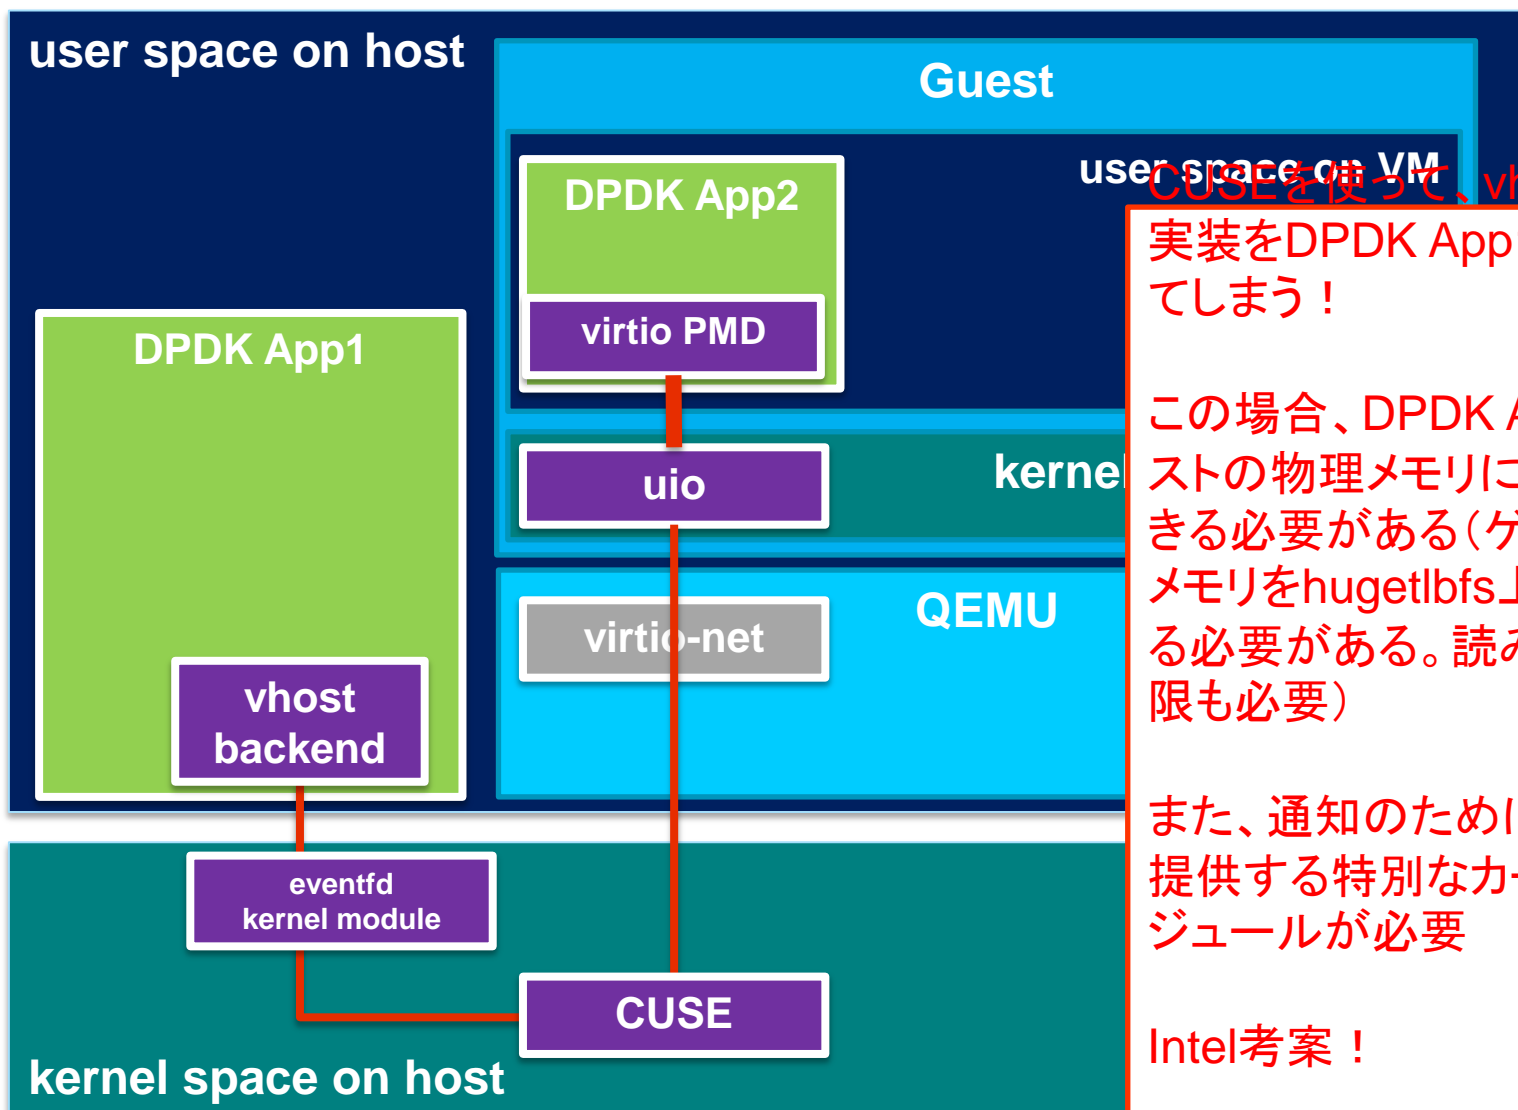 user space on host
Guest
user space on VM
DPDK App2
virtio PMD
DPDK App1
uio
kernel
virtio-net
QEMU
vhost
backend
eventfd
kernel module
CUSE
kernel space on host
CUSEを使って、vh
実装をDPDK App
てしまう！
この場合、DPDK A
ストの物理メモリに
きる必要がある（ゲ
メモリをhugetlbfs上
る必要がある。読み
限も必要）
また、通知のために
提供する特別なカー
ジュールが必要
Intel考案！